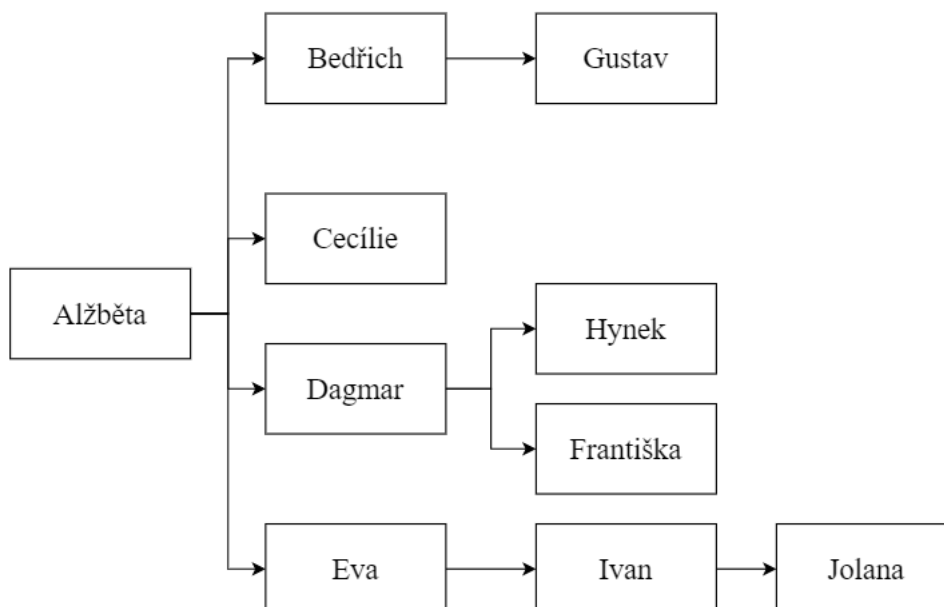 Bedřich
Gustav
Cecílie
Alžběta
Hynek
Dagmar
Františka
Eva
Ivan
Jolana